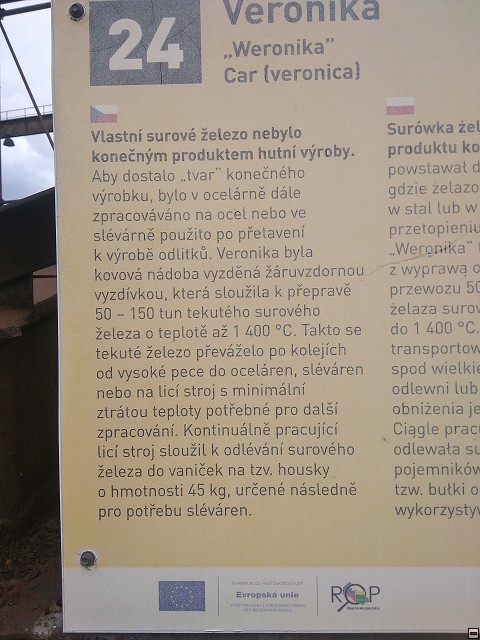 24
Veronika
„Weronika”
Car (veronica)
Vlastní surové železo nebylo
konečným produktem hutní výroby.
Aby dostalo „tvar” konečného
výrobku, bylo v ocelárně dále
zpracováváno na ocel nebo ve
slévárně použito po přetavení
k výrobě odlitků. Veronika byla
kovová nádoba vyzděná žáruvzdornou
vyzdívkou, která sloužila k přepravě
50 – 150 tun tekutého surového
železa o teplotě až 1 400 °C. Takto se
tekuté železo převáželo po kolejích
od vysoké pece do oceláren, sléváren
nebo na licí stroj s minimální
ztrátou teploty potřebné pro další
zpracování. Kontinuálně pracující
licí stroj sloužil k odlévání surového
železa do vaniček na tzv. housky
o hmotnosti 45 kg, určené následně
pro potřebu sléváren.
Surówka żel
produktu ko
powstawał d
gdzie żelazo
w stal lub w
przetopieniu
„Weronika” 
z wyprawą o
przewozu 50
żelaza surow
do 1 400 °C.
transportow
spod wielkie
odlewni lub
obniżenia je
Ciągle pracu
odlewała su
pojemników
tzw. bułki o
wykorzystyw
Evropská unie
ROP